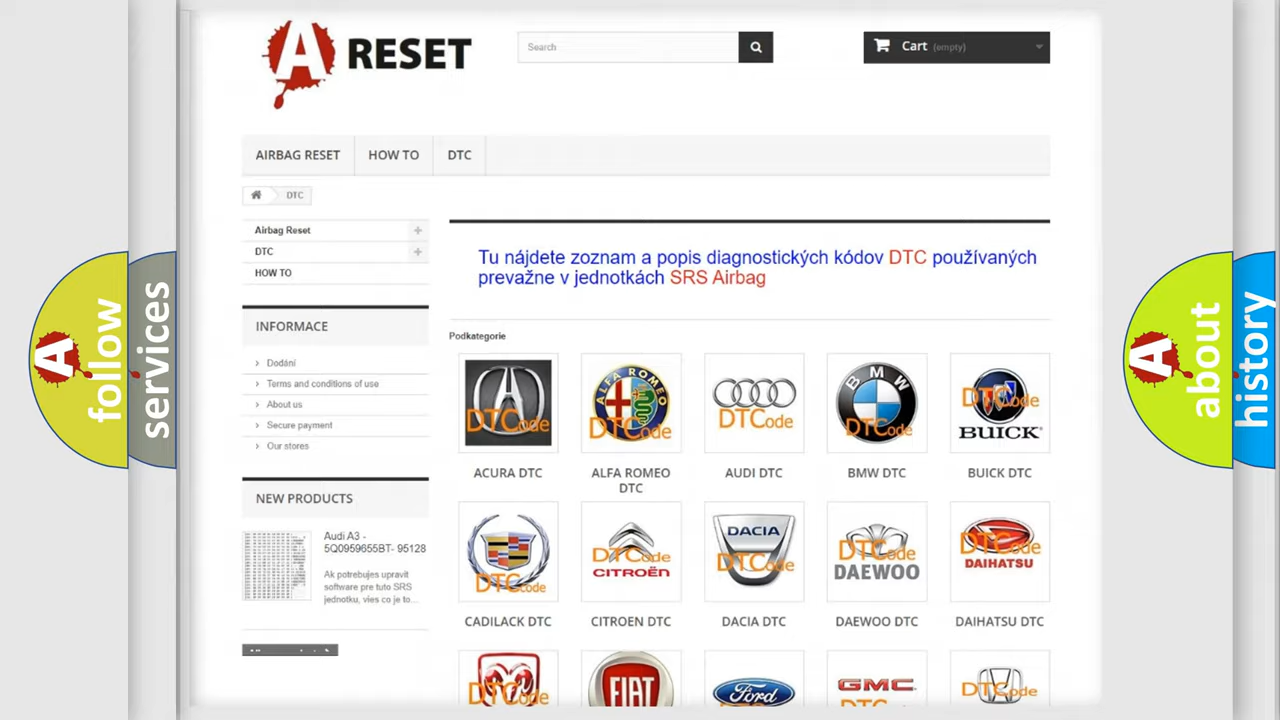 A RESET
Search
Cart (empty)
AIRBAG RESET
HOW TO
DTC
DTC
Airbag Reset
DTC
HOW TO
INFORMACE
Dodání
Terms and conditions of use
About us
Secure payment
Our stores
NEW PRODUCTS
Audi A3 -
5Q0959655BT- 95128
Ak potrebujes upravit
software pre tuto SRS
jednotku, vies co je to...
Tu nájdete zoznam a popis diagnostických kódov DTC používaných
prevažne v jednotkách SRS Airbag
Podkategorie
DTCode
ALFA ROMEO
DTCode
DTCode
BMW
DTCode
DTCode
BUICK
ACURA DTC
ALFA ROMEO
DTC
AUDI DTC
BMW DTC
BUICK DTC
DTCode
DTCode
CITROËN
DACIA
DTCode
DTCode
DAEWOO
DTCode
DAIHATSU
CADILACK DTC
CITROEN DTC
DACIA DTC
DAEWOO DTC
DAIHATSU DTC
DTCode
FIAT
Ford
GMC
DTCode
A follow
services
A about
history